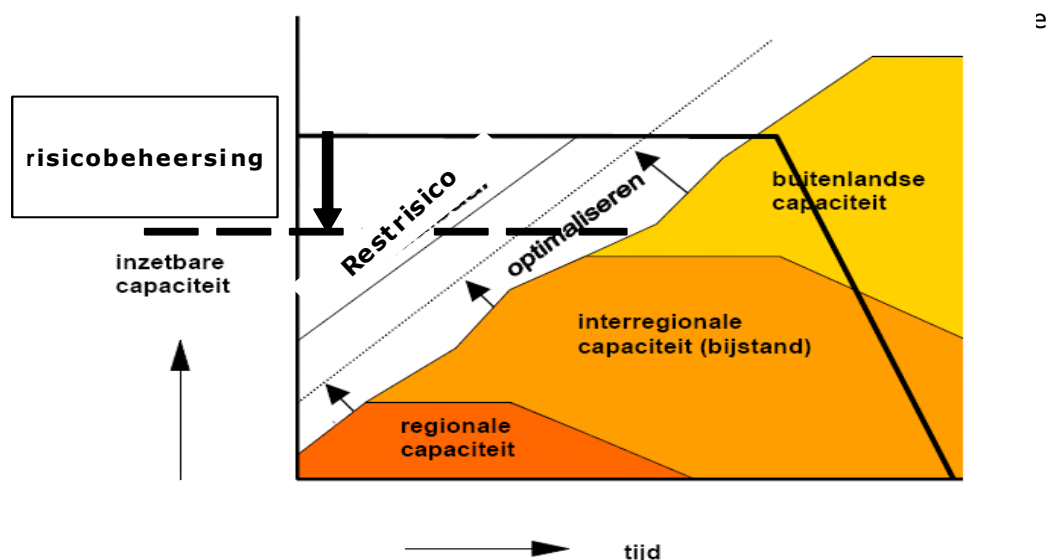 e
risicobeheersing
Restrisico
optimaliseren
buitenlandse
capaciteit
inzetbare
capaciteit
interregionale
capaciteit (bijstand)
regionale
capaciteit
tijd